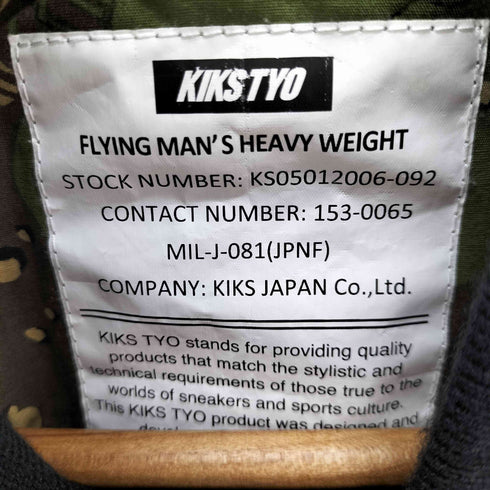 KIKSTYO
FLYING MAN'S HEAVY WEIGHT
STOCK NUMBER: KS05012006-092
CONTACT NUMBER: 153-0065
MIL-J-081(JPNF)
COMPANY: KIKS JAPAN Co.,Ltd.
KIKS TYO stands for providing quality
products that match the stylistic and
technical requirements of those true to the
worlds of sneakers and sports culture.
This KIKS TYO product was designed and